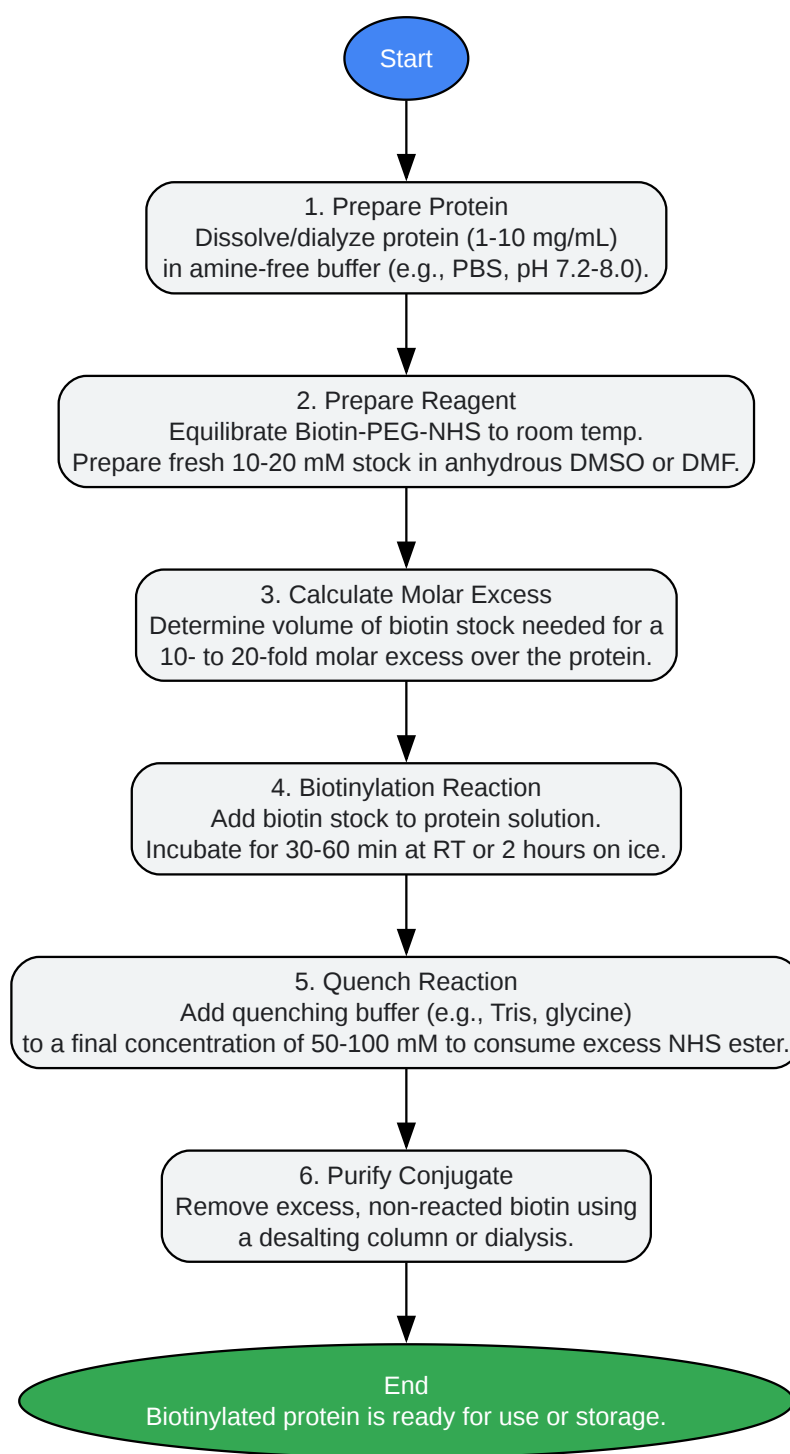 Start
1. Prepare Protein
Dissolve/dialyze protein (1-10 mg/mL)
in amine-free buffer (e.g., PBS, pH 7.2-8.0).
2. Prepare Reagent
Equilibrate Biotin-PEG-NHS to room temp.
Prepare fresh 10-20 mM stock in anhydrous DMSO or DMF.
3. Calculate Molar Excess
Determine volume of biotin stock needed for a
10- to 20-fold molar excess over the protein.
4. Biotinylation Reaction
Add biotin stock to protein solution.
Incubate for 30-60 min at RT or 2 hours on ice.
5. Quench Reaction
Add quenching buffer (e.g., Tris, glycine)
to a final concentration of 50-100 mM to consume excess NHS ester.
6. Purify Conjugate
Remove excess, non-reacted biotin using
a desalting column or dialysis.
End
Biotinylated protein is ready for use or storage.